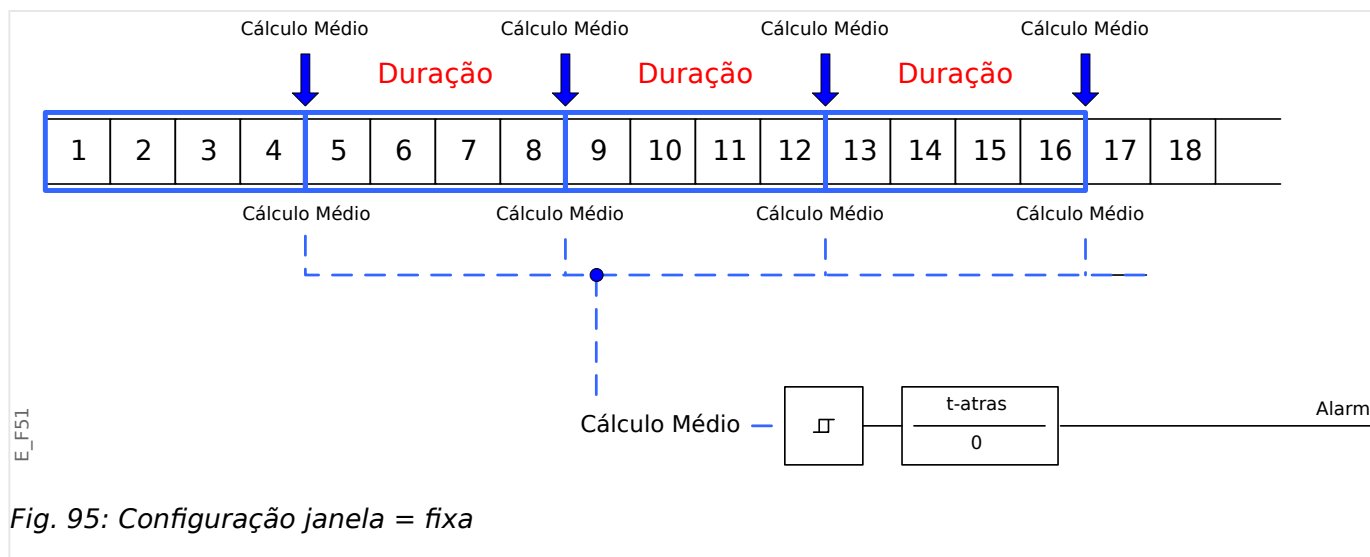 Cálculo Médio Cálculo Médio Cálculo Médio Cálculo Médio
Duração Duração Duração
1 2 3 4 5 6 7 8 9 10 11 12 13 14 15 16 17 18
Cálculo Médio Cálculo Médio Cálculo Médio Cálculo Médio
t-atras
Cálculo Médio
0
Alarm
E_F51
Fig. 95: Configuração janela = fixa